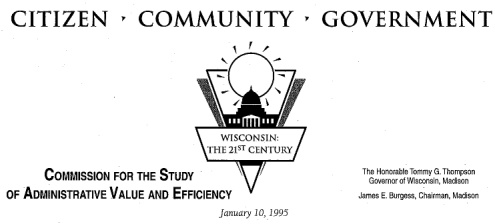 CITIZEN · COMMUNITY · GOVERNMENT
WISCONSIN:
THE 21ST CENTURY
COMMISSION FOR THE STUDY
OF ADMINISTRATIVE VALUE AND EFFICIENCY
The Honorable Tommy G. Thompson
Governor of Wisconsin, Madison
James E. Burgess, Chairman, Madison
January 10, 1995